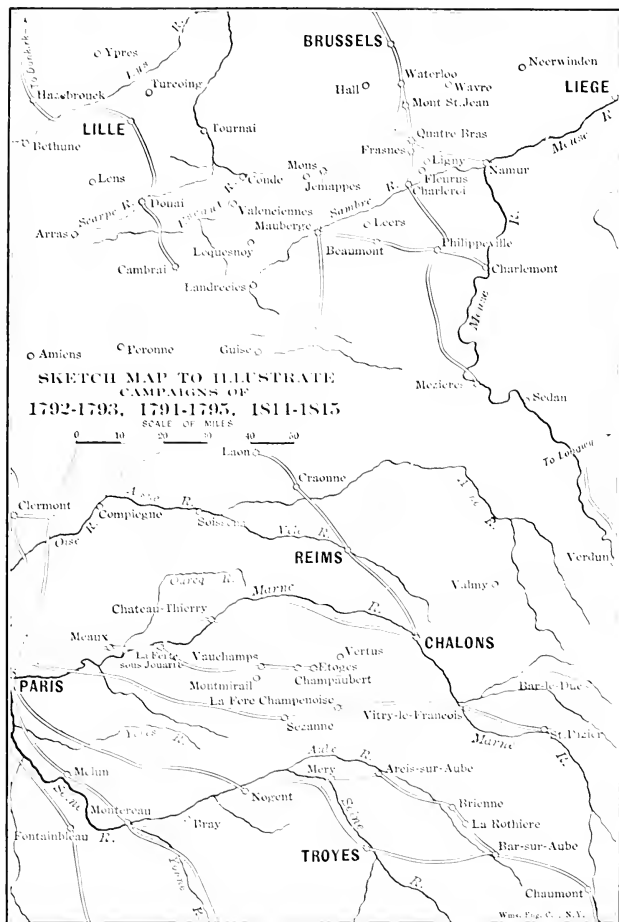 BRUSSELS
Neerwinden
Ypres
Lys
R.
To Dunkirk
Hazebrouck
Turcoing
Hall
Waterloo
Wavro
LIEGE
Mont St. Jean
LILLE
Tournai
Quatre Bras
Meuse R.
Bethune
Frasnes
Ligny
Namur
Mons
Lens
Conde
R.
Jemappes
Fleurus
Charleroi
R.
Scarpe R.
Douai
Escaut
Valenciennes
Sambre
R.
Arras
Mauberge
Leers
Lequesnoy
Beaumont
Philippeville
Cambrai
Charlemont
Landrecies
Meuse
Amiens
Peronne
Guise
SKETCH MAP TO ILLUSTRATE
CAMPAIGNS OF
1792-1793, 1794-1795, 1814-1815
SCALE OF MILES
0 10 20 30 40 50
Mezieres
Sedan
Laon
To Longwy
Craonne
Clermont
Compiegne
R.
Soissons
Oise
R.
Vele R.
REIMS
R.
Verdun
Ourcq R.
Marne
Valmy
Chateau-Thierry
R.
Meaux
CHALONS
La Ferte
sous Jouarre
Vauchamps
Vertus
Etoges
PARIS
Montmirail
Champaubert
Bar-le-Duc
La Fere Champenoise
Vitry-le-Francois
Sezanne
St. Dizier
Yeres R.
Marne
R.
Aube R.
Melun
Mery
Arcis-sur-Aube
Seine
Nogent
Brienne
Montereau
Bray
Seine
La Rothiere
Fontainbleau
R.
Yonne
TROYES
Bar-sur-Aube
R.
R.
Chaumont
Wms. Eng. C., N.Y.